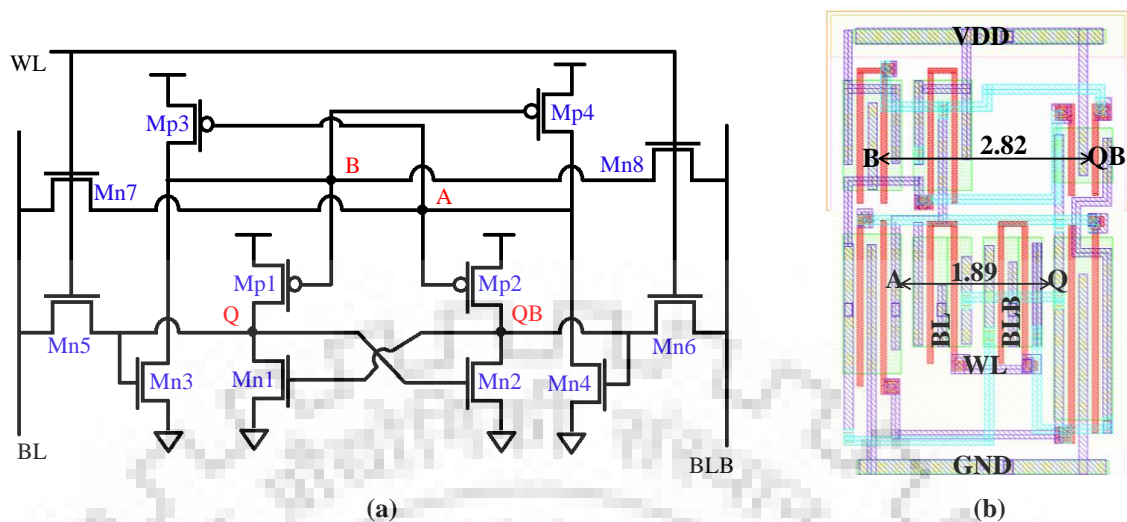 WL
Mp3
Mp4
Mn7
B
Mn8
A
Mp1
Mp2
Q
QB
Mn5
Mn6
Mn3
Mn1
Mn2
Mn4
BL
BLB
(a)
VDD
2.82
B
QB
1.89
A
Q
BL
BLB
WL
GND
(b)